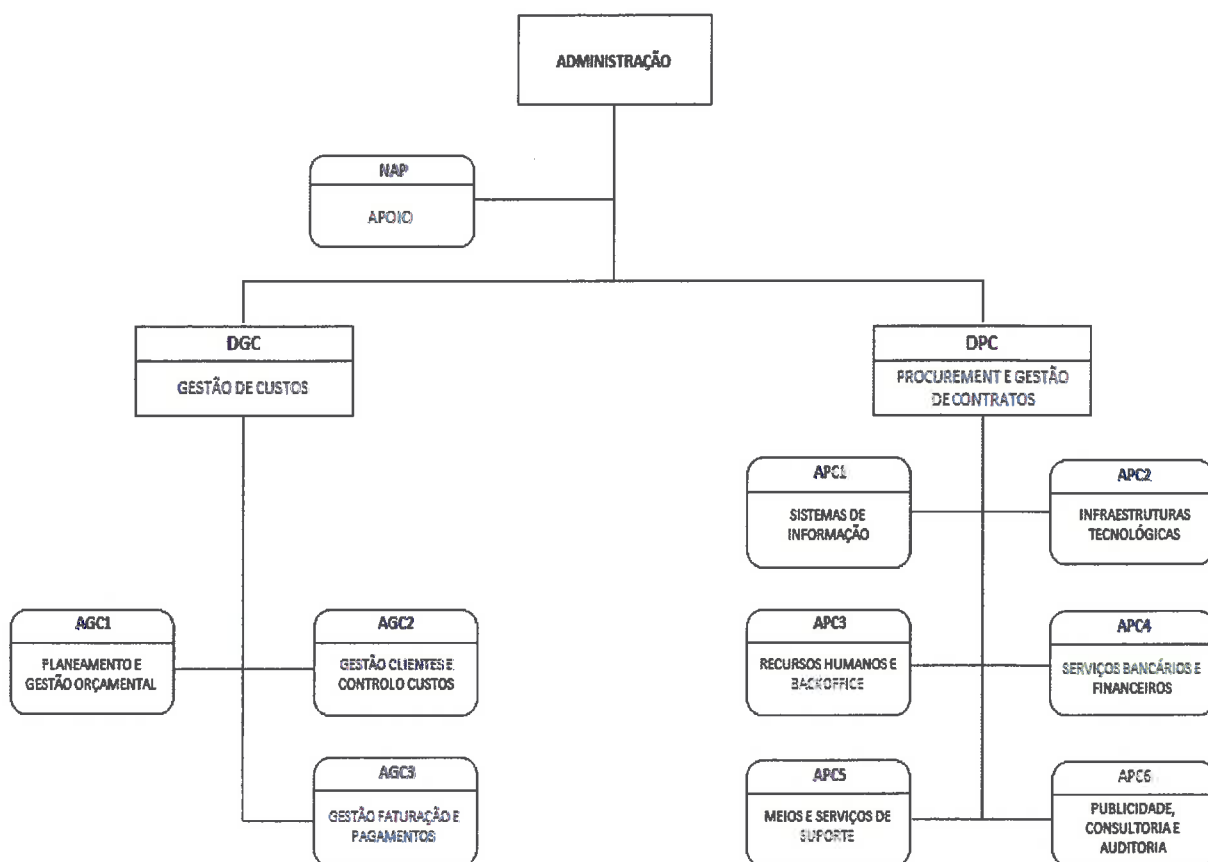 ADMINISTRAÇÃO
NAP
APOIO
DGC
GESTÃO DE CUSTOS
DPC
PROCUREMENT E GESTÃO
DE CONTRATOS
APC1
SISTEMAS DE
INFORMAÇÃO
APC2
INFRAESTRUTURAS
TECNOLÓGICAS
AGC1
PLANEAMENTO E
GESTÃO ORÇAMENTAL
AGC2
GESTÃO CLIENTES E
CONTROLO CUSTOS
APC3
RECURSOS HUMANOS E
BACKOFFICE
APC4
SERVIÇOS BANCÁRIOS E
FINANCEIROS
AGC3
GESTÃO FATURAÇÃO E
PAGAMENTOS
APC5
MEIOS E SERVIÇOS DE
SUPORTE
APC6
PUBLICIDADE,
CONSULTORIA E
AUDITORIA